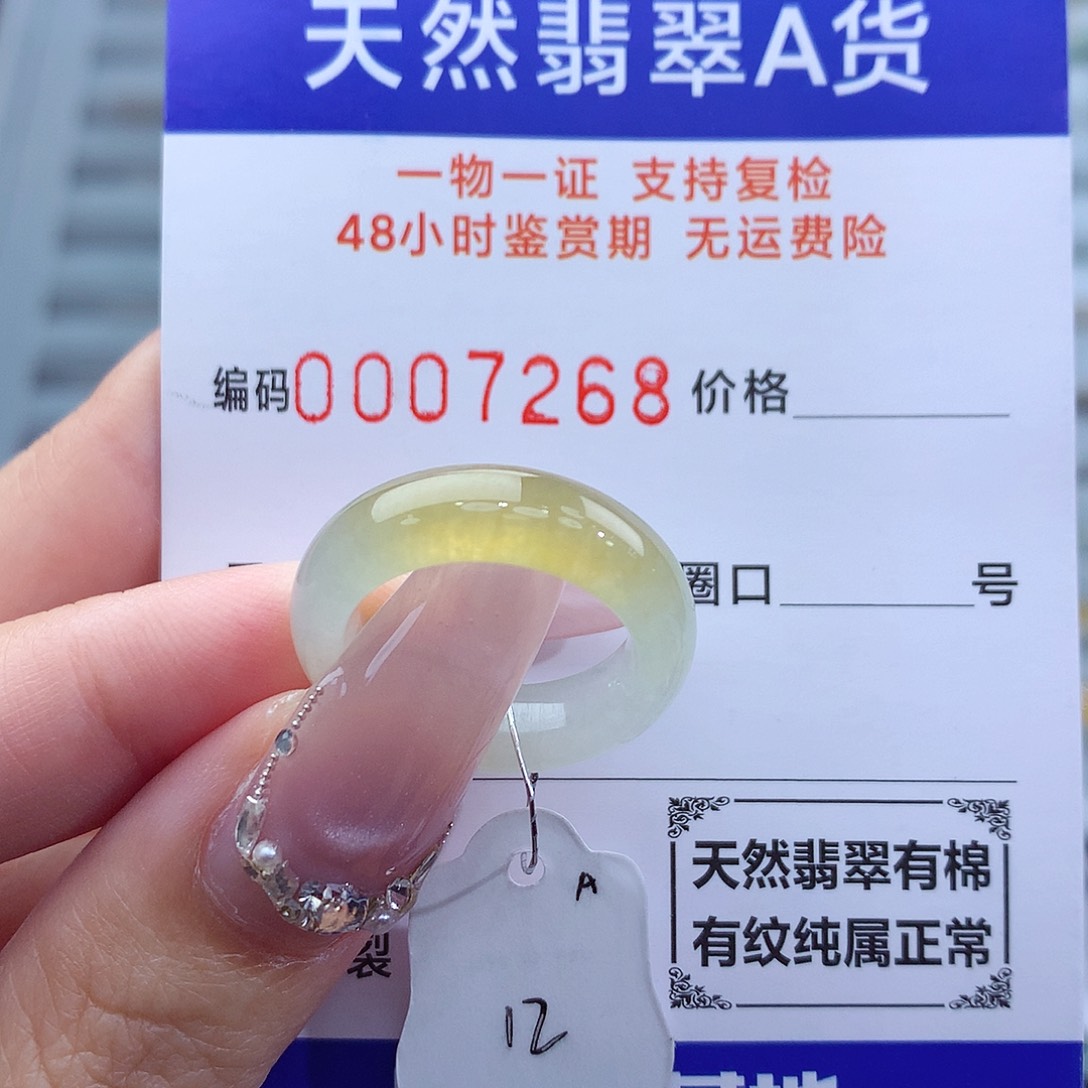 天然翡翠A货
一物一证 支持复检
48小时鉴赏期 无运费险
编码0007268 价格
圈口 号
天然翡翠有棉
有纹纯属正常
裂
A
12